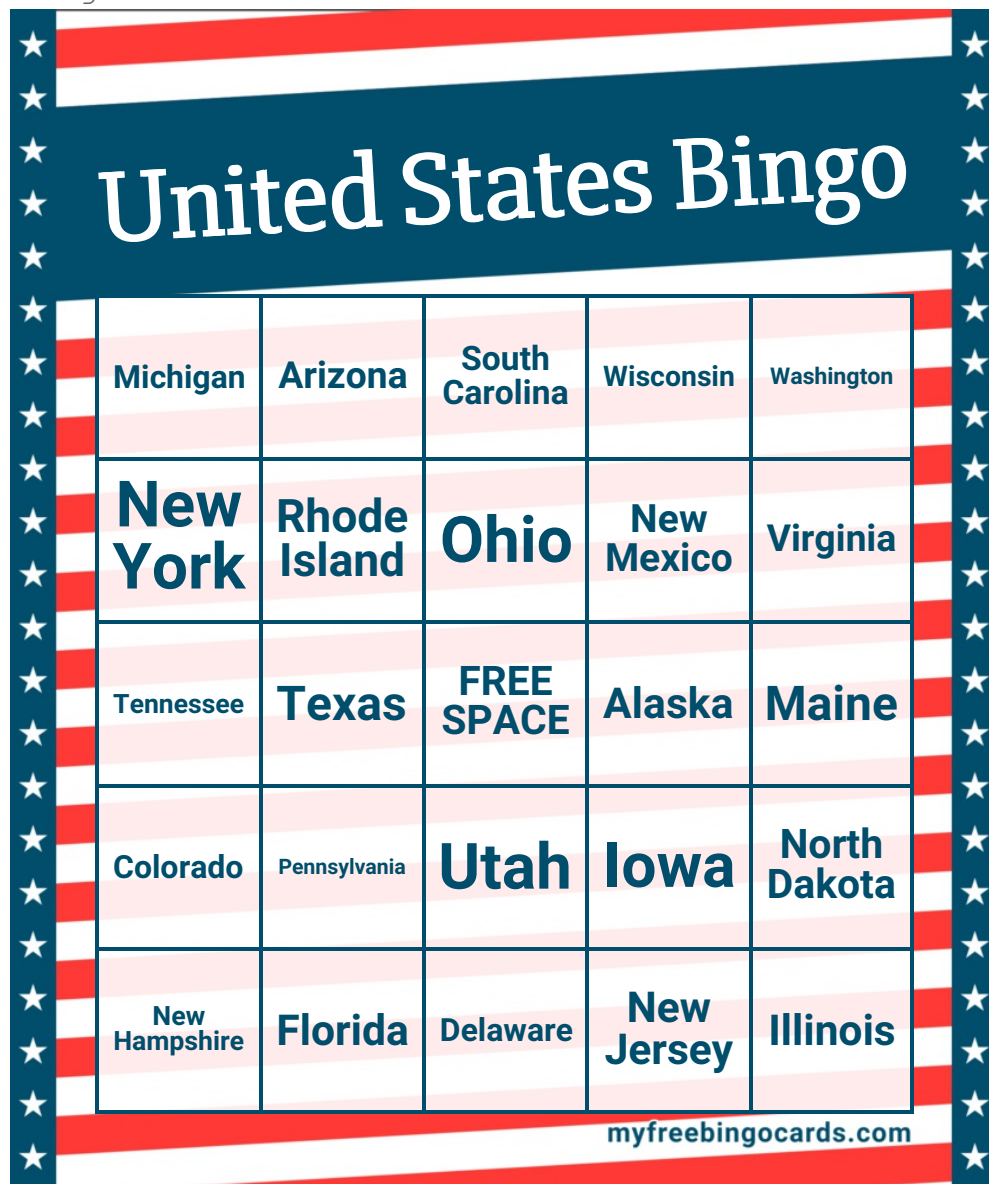 United States Bingo
Michigan
Arizona
South
Carolina
Wisconsin
Washington
New
York
Rhode
Island
Ohio
New
Mexico
Virginia
Tennessee
Texas
FREE
SPACE
Alaska
Maine
Colorado
Pennsylvania
Utah
Iowa
North
Dakota
New
Hampshire
Florida
Delaware
New
Jersey
Illinois
myfreebingocards.com